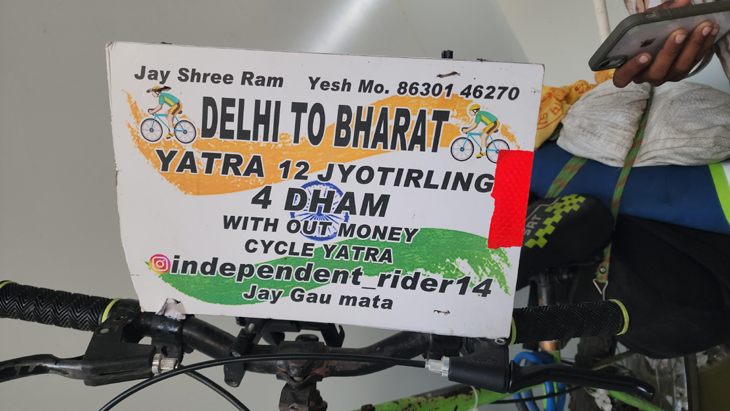 Jay Shree Ram Yesh Mo. 86301 46270
DELHI TO BHARAT
YATRA 12 JYOTIRLING
4 DHAM
WITH OUT MONEY
CYCLE YATRA
independent_rider14
Jay Gau mata